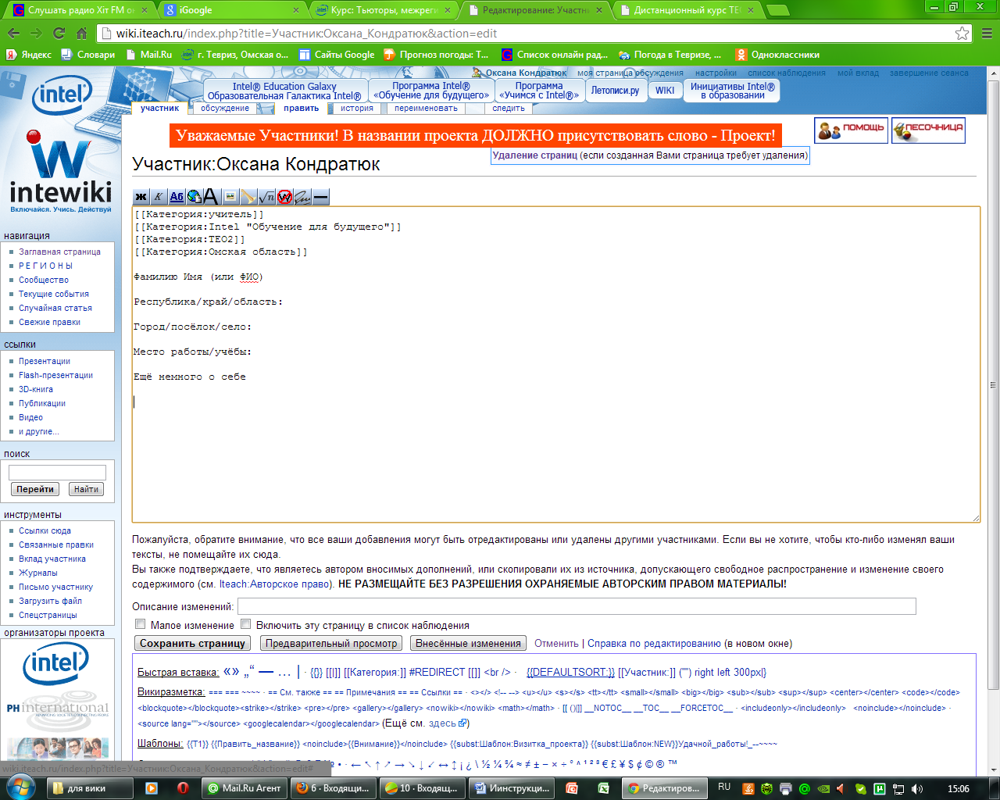 Слушать радио Хіт FM он
iGoogle
Курс: Тьюторы, межреги
Редактирование: Участн
Дистанционный курс ТЕО
wiki.iteach.ru/index.php?title=Участник:Оксана_Кондратюк&action=edit
Яндекс
Словари
Mail.Ru
г. Тевриз, Омская о...
Сайты Google
Прогноз погоды: Т...
Список онлайн рад...
Погода в Тевризе, ...
Одноклассники
Оксана Кондратюк моя страница обсуждения настройки список наблюдения мой вклад завершение сеанса
Intel® Education Galaxy
Образовательная Галактика Intel®
Программа Intel®
«Обучение для будущего»
Программа
«Учимся с Intel®»
Летописи.ру
WIKI
Инициативы Intel®
в образовании
участник обсуждение править история переименовать следить
intel
intewiki
Включайся. Учись. Действуй
Уважаемые Участники! В названии проекта ДОЛЖНО присутствовать слово - Проект!
ПОМОЩЬ
ПЕСОЧНИЦА
Удаление страниц (если созданная Вами страница требует удаления)
Участник:Оксана Кондратюк
[[Категория:учитель]]
[[Категория:Intel "Обучение для будущего"]]
[[Категория:ТЕО2]]
[[Категория:Омская область]]
Фамилию Имя (или ФИО)
Республика/край/область:
Город/посёлок/село:
Место работы/учёбы:
Ещё немного о себе
навигация
Заглавная страница
Р Е Г И О Н Ы
Сообщество
Текущие события
Случайная статья
Свежие правки
ссылки
Презентации
Flash-презентации
3D-книга
Публикации
Видео
и другие...
поиск
Перейти
Найти
инструменты
Ссылки сюда
Связанные правки
Вклад участника
Журналы
Письмо участнику
Загрузить файл
Спецстраницы
организаторы проекта
intel
PH international
Пожалуйста, обратите внимание, что все ваши добавления могут быть отредактированы или удалены другими участниками. Если вы не хотите, чтобы кто-либо изменял ваши
тексты, не помещайте их сюда.
Вы также подтверждаете, что являетесь автором вносимых дополнений, или скопировали их из источника, допускающего свободное распространение и изменение своего
содержимого (см. Iteach:Авторское право). НЕ РАЗМЕЩАЙТЕ БЕЗ РАЗРЕШЕНИЯ ОХРАНЯЕМЫЕ АВТОРСКИМ ПРАВОМ МАТЕРИАЛЫ!
Описание изменений:
Малое изменение Включить эту страницу в список наблюдения
Сохранить страницу Предварительный просмотр Внесённые изменения Отменить | Справка по редактированию (в новом окне)
Быстрая вставка: «» „“ — … | · {{}} [[|]] [[Категория:]] #REDIRECT [[]] <br /> · {{DEFAULTSORT:}} [[Участник:]] ("") right left 300px|}
Викиразметка: === === ~~~~ · == См. также == == Примечания == == Ссылки == · <></> <!-- --> <u></u> <s></s> <tt></tt> <small></small> <big></big> <sub></sub> <sup></sup> <center></center> <code></code>
<blockquote></blockquote><strike></strike> <pre></pre> <gallery></gallery> <nowiki></nowiki> <math></math> · [[ ()|]] __NOTOC__ __TOC__ __FORCETOC__ · <includeonly></includeonly> <noinclude></noinclude> ·
<source lang=""></source> <googlecalendar></googlecalendar> (Ещё см. здесь)
Шаблоны: {{T1}} {{Править_название}} <noinclude>{{Внимание}}</noinclude> {{subst:Шаблон:Визитка_проекта}} {{subst:Шаблон:NEW}}Удачной_работы!_--~~~~
← ↖ ↑ ↗ → ↘ ↓ ↙ ↔ ↕ ¡ ¿ \ ½ ¼ ¾ ≈ ≠ ± − × ÷ ° ^ ¹ ² ³ € £ ¥ $ ¢ © ® ™
wiki.iteach.ru/index.php?title=Участник:Оксана_Кондратюк&action=edit#
для вики
Mail.Ru Агент
6 · Входящи...
10 · Входящ...
Иинструкци...
Редактиров...
RU
15:06